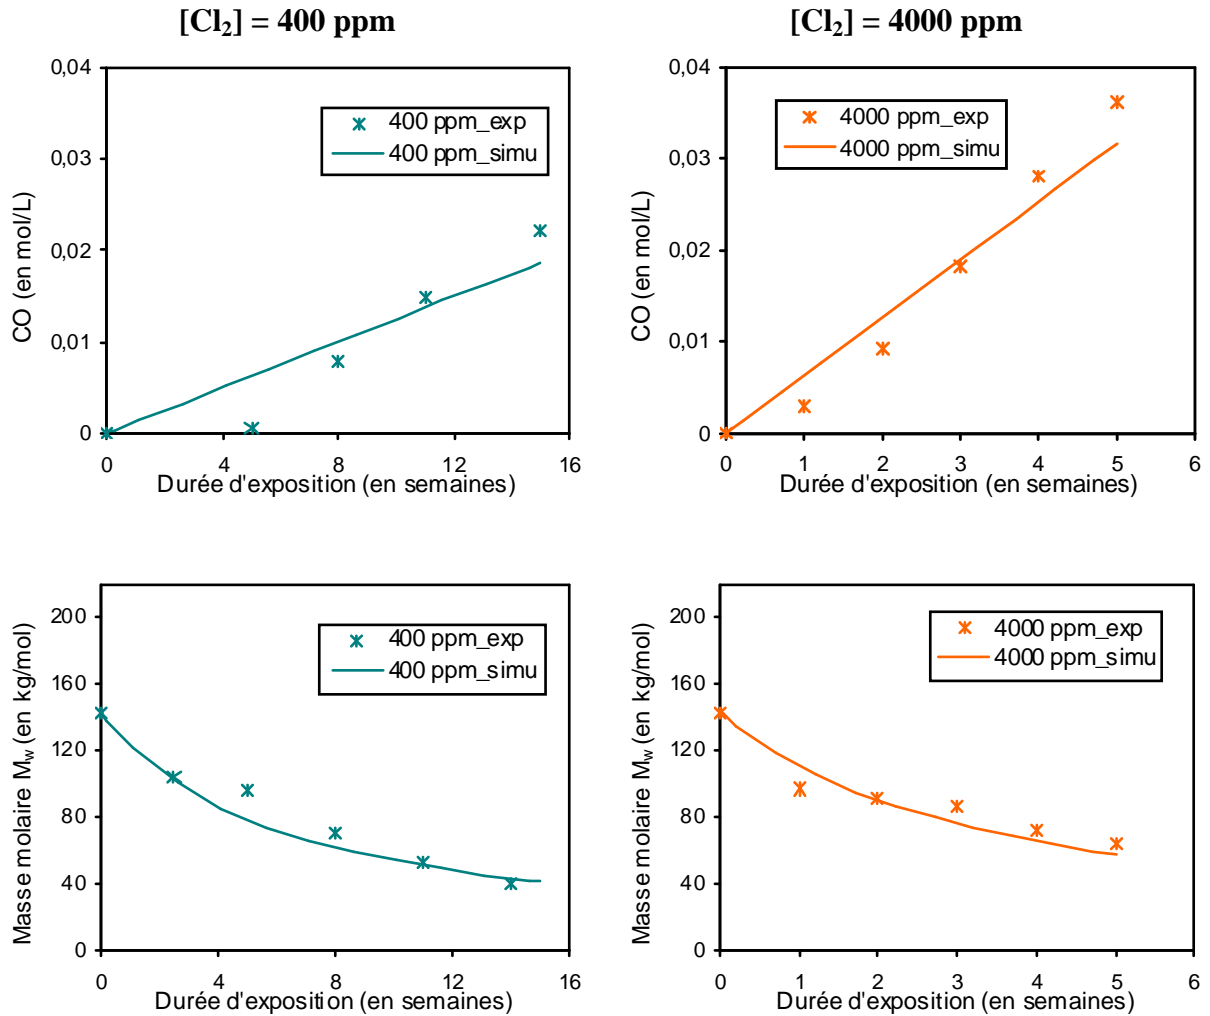 [Cl2] = 400 ppm
[Cl2] = 4000 ppm
CO (en mol/L)
0,04
0,03
0,02
0,01
0
400 ppm_exp
400 ppm_simu
0 4 8 12 16
Durée d'exposition (en semaines)
CO (en mol/L)
0,04
0,03
0,02
0,01
0
4000 ppm_exp
4000 ppm_simu
0 1 2 3 4 5 6
Durée d'exposition (en semaines)
Masse molaire Mw (en kg/mol)
200
160
120
80
40
0
400 ppm_exp
400 ppm_simu
0 4 8 12 16
Durée d'exposition (en semaines)
Masse molaire Mw (en kg/mol)
200
160
120
80
40
0
4000 ppm_exp
4000 ppm_simu
0 1 2 3 4 5 6
Durée d'exposition (en semaines)